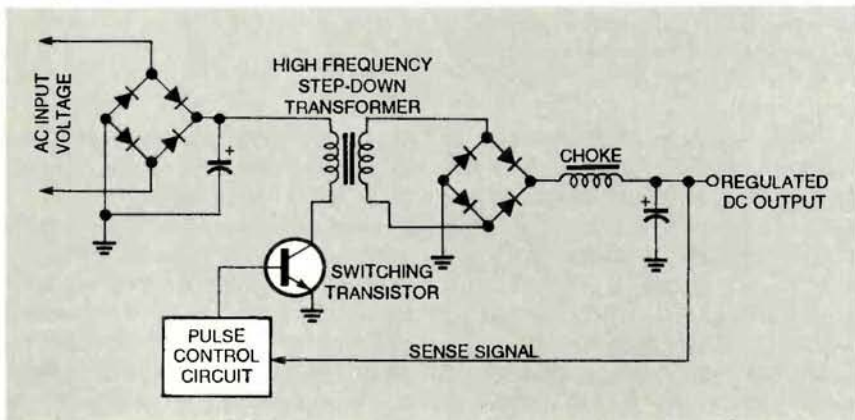 AC INPUT
VOLTAGE
HIGH FREQUENCY
STEP-DOWN
TRANSFORMER
+
CHOKE
+
REGULATED
DC OUTPUT
SWITCHING
TRANSISTOR
PULSE
CONTROL
CIRCUIT
SENSE SIGNAL